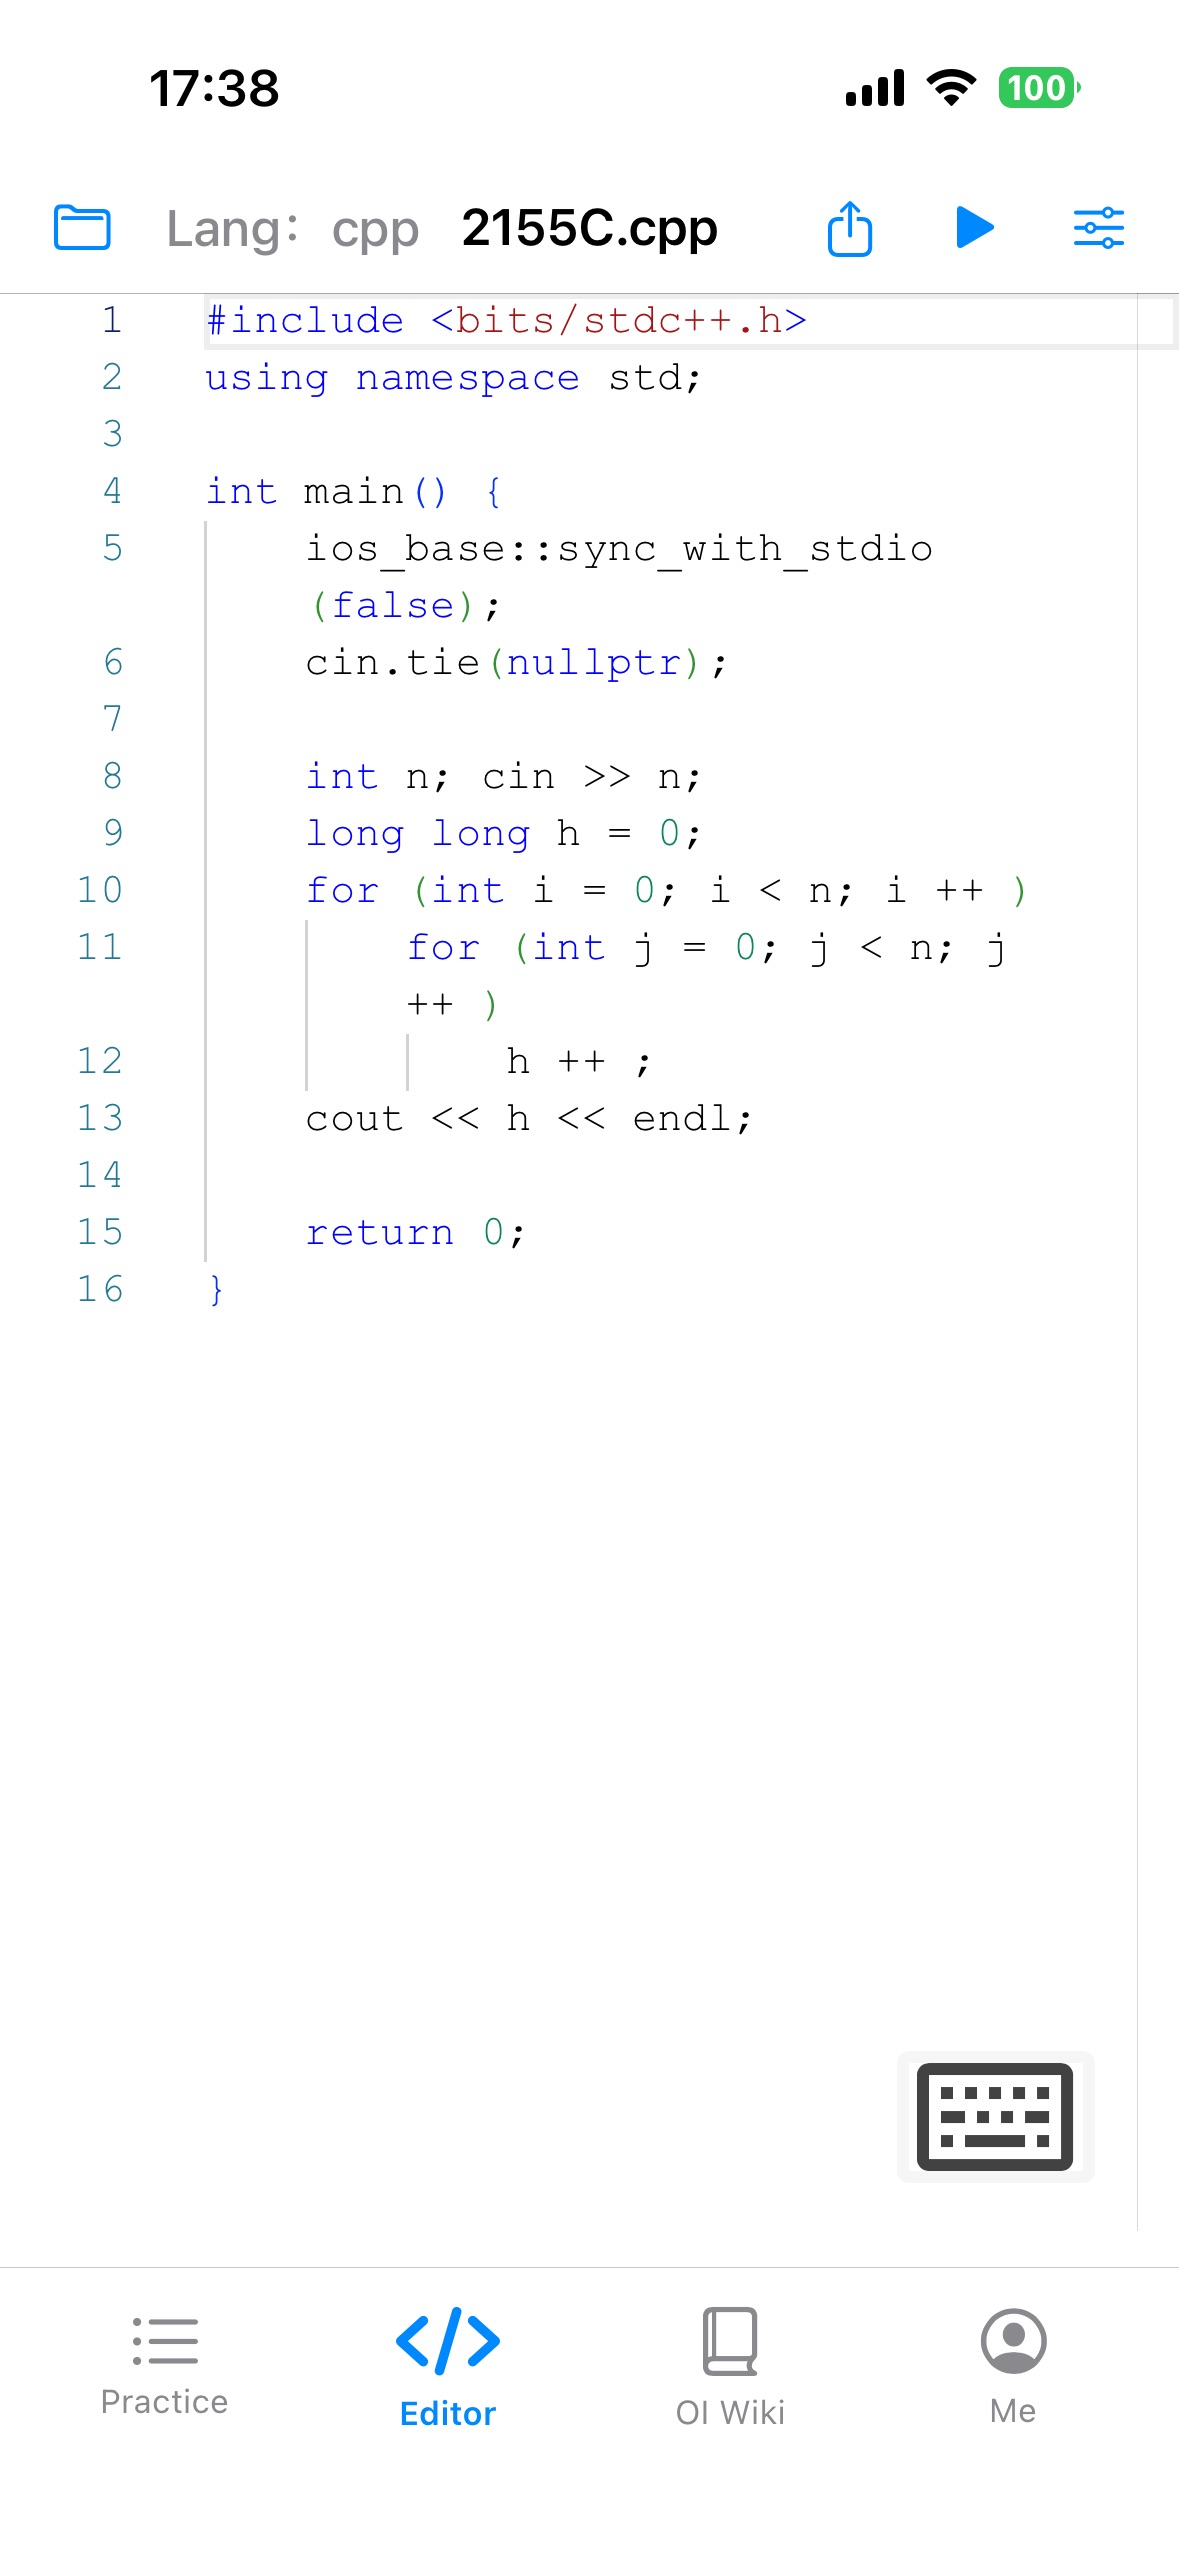 17:38
100
Lang: cpp 2155C.cpp
1 #include <bits/stdc++.h>
2 using namespace std;
3
4 int main() {
5 ios_base::sync_with_stdio
(false);
6 cin.tie(nullptr);
7
8 int n; cin >> n;
9 long long h = 0;
10 for (int i = 0; i < n; i ++ )
11 for (int j = 0; j < n; j
++ )
12 h ++ ;
13 cout << h << endl;
14
15 return 0;
16 }
Practice
Editor
OI Wiki
Me